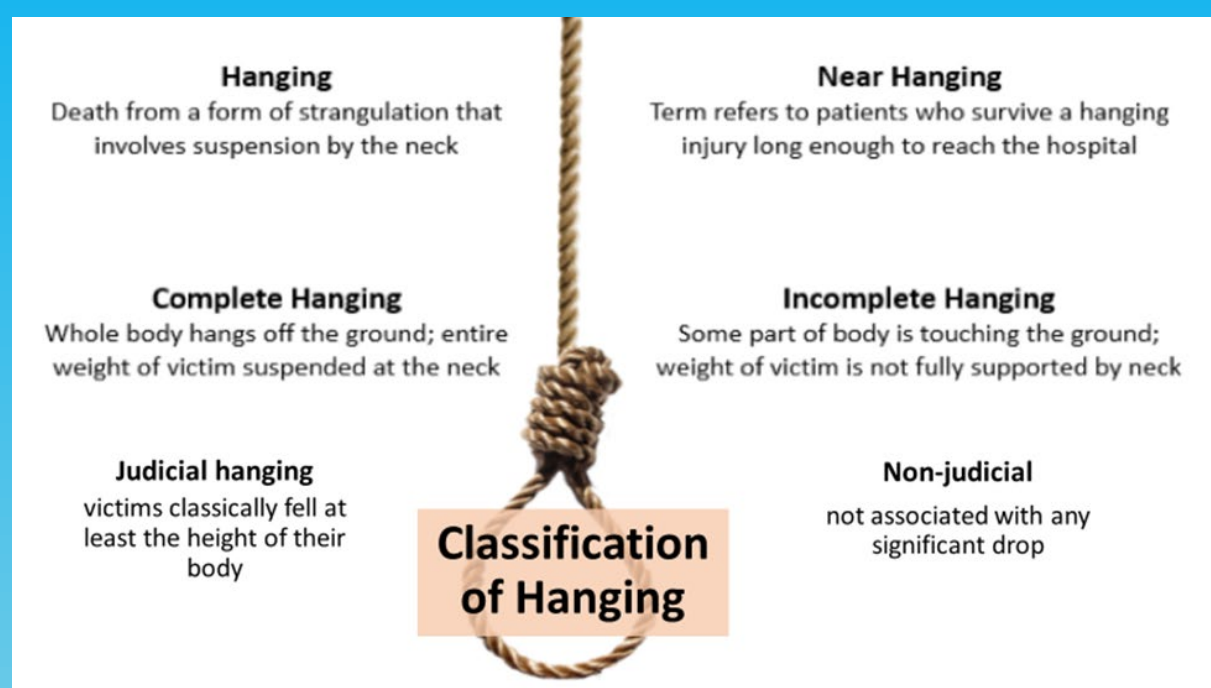 Hanging
Death from a form of strangulation that
involves suspension by the neck
Near Hanging
Term refers to patients who survive a hanging
injury long enough to reach the hospital
Complete Hanging
Whole body hangs off the ground; entire
weight of victim suspended at the neck
Incomplete Hanging
Some part of body is touching the ground;
weight of victim is not fully supported by neck
Judicial hanging
victims classically fell at
least the height of their
body
Non-judicial
not associated with any
significant drop
Classification
of Hanging